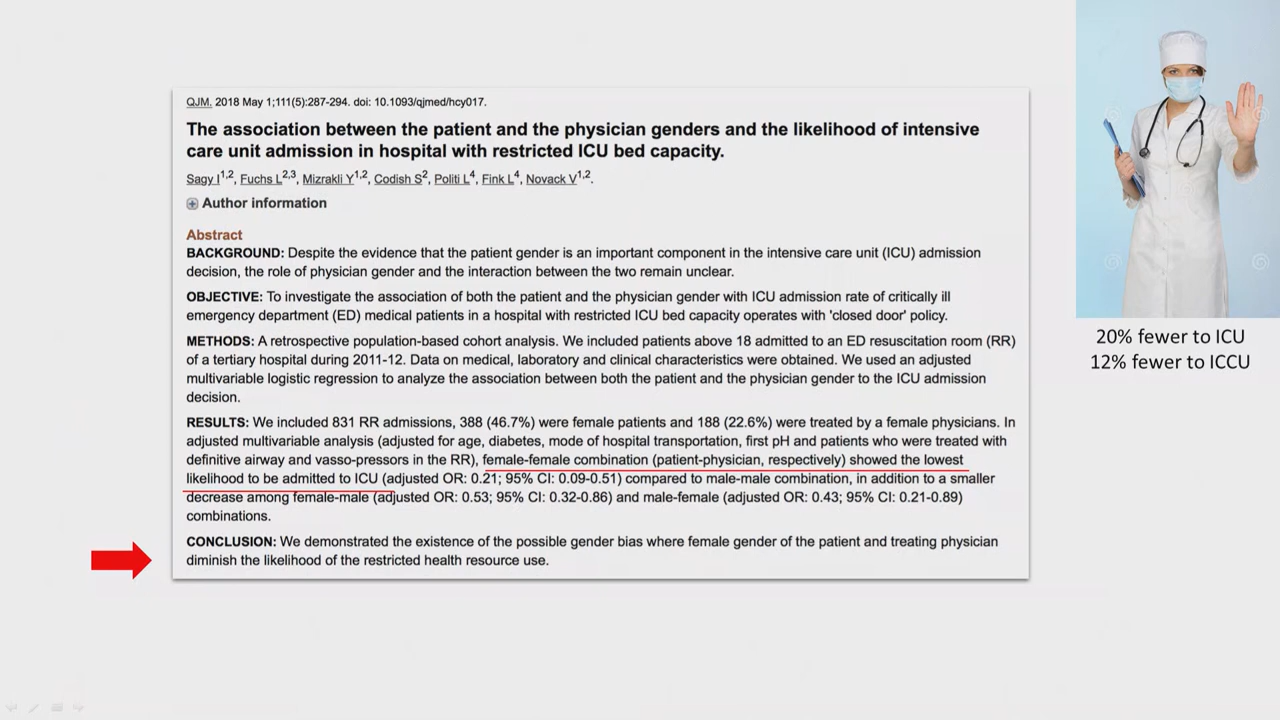 QJM. 2018 May 1;111(5):287-294. doi: 10.1093/qjmed/hcy017.
The association between the patient and the physician genders and the likelihood of intensive
care unit admission in hospital with restricted ICU bed capacity.
Sagy I1,2, Fuchs L2,3, Mizrakli Y1,2, Codish S2, Politi L4, Fink L4, Novack V1,2.
Author information
Abstract
BACKGROUND: Despite the evidence that the patient gender is an important component in the intensive care unit (ICU) admission
decision, the role of physician gender and the interaction between the two remain unclear.
OBJECTIVE: To investigate the association of both the patient and the physician gender with ICU admission rate of critically ill
emergency department (ED) medical patients in a hospital with restricted ICU bed capacity operates with 'closed door' policy.
METHODS: A retrospective population-based cohort analysis. We included patients above 18 admitted to an ED resuscitation room (RR)
of a tertiary hospital during 2011-12. Data on medical, laboratory and clinical characteristics were obtained. We used an adjusted
multivariable logistic regression to analyze the association between both the patient and the physician gender to the ICU admission
decision.
RESULTS: We included 831 RR admissions, 388 (46.7%) were female patients and 188 (22.6%) were treated by a female physicians. In
adjusted multivariable analysis (adjusted for age, diabetes, mode of hospital transportation, first pH and patients who were treated with
definitive airway and vasso-pressors in the RR), female-female combination (patient-physician, respectively) showed the lowest
likelihood to be admitted to ICU (adjusted OR: 0.21; 95% CI: 0.09-0.51) compared to male-male combination, in addition to a smaller
decrease among female-male (adjusted OR: 0.53; 95% CI: 0.32-0.86) and male-female (adjusted OR: 0.43; 95% CI: 0.21-0.89)
combinations.
CONCLUSION: We demonstrated the existence of the possible gender bias where female gender of the patient and treating physician
diminish the likelihood of the restricted health resource use.
20% fewer to ICU
12% fewer to ICCU